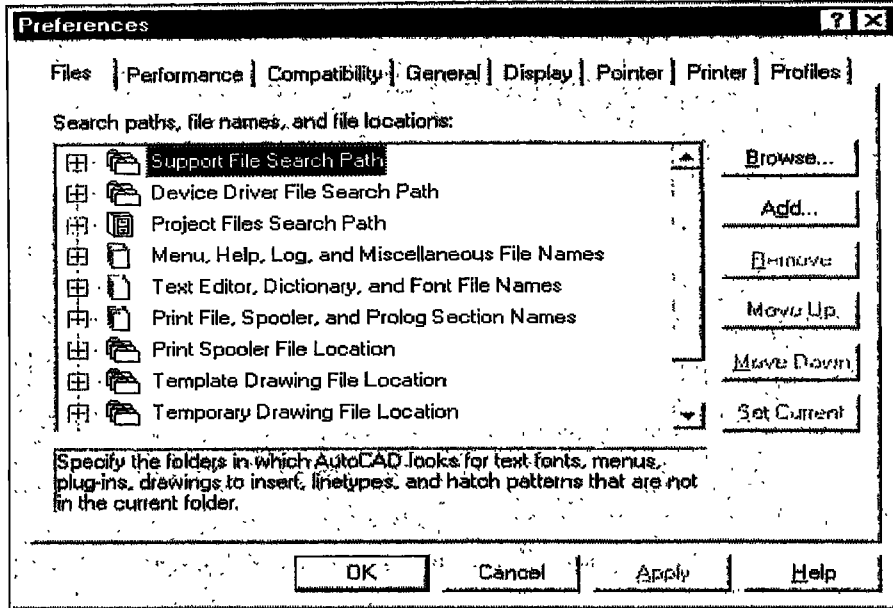 Preferences
Files Performance Compatibility General Display Pointer Printer Profiles
Search paths, file names, and file locations:
Support File Search Path
Device Driver File Search Path
Project Files Search Path
Menu, Help, Log, and Miscellaneous File Names
Text Editor, Dictionary, and Font File Names
Print File, Spooler, and Prolog Section Names
Print Spooler File Location
Template Drawing File Location
Temporary Drawing File Location
Browse...
Add...
Remove
Move Up
Move Down
Set Current
Specify the folders in which AutoCAD looks for text fonts, menus,
plug-ins, drawings to insert, linetypes, and hatch patterns that are not
in the current folder.
OK Cancel Apply Help